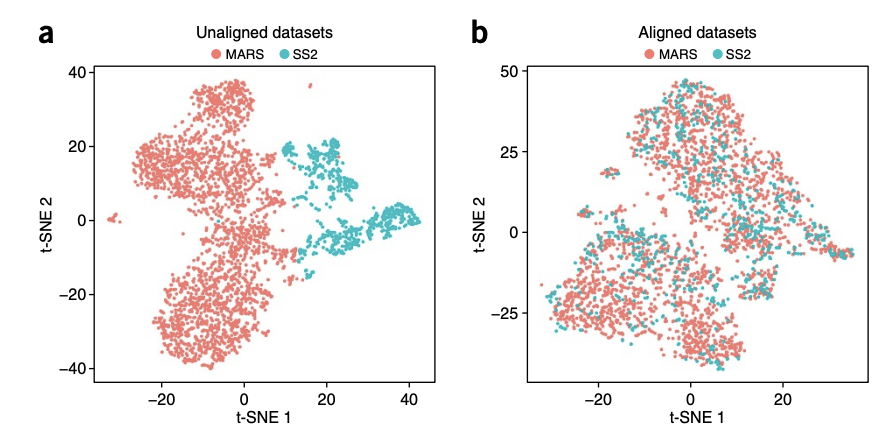 a
Unaligned datasets
MARS SS2
40
20
0
−20
−40
t-SNE 2
−20 0 20 40
t-SNE 1
b
Aligned datasets
MARS SS2
50
25
0
−25
t-SNE 2
−20 0 20
t-SNE 1